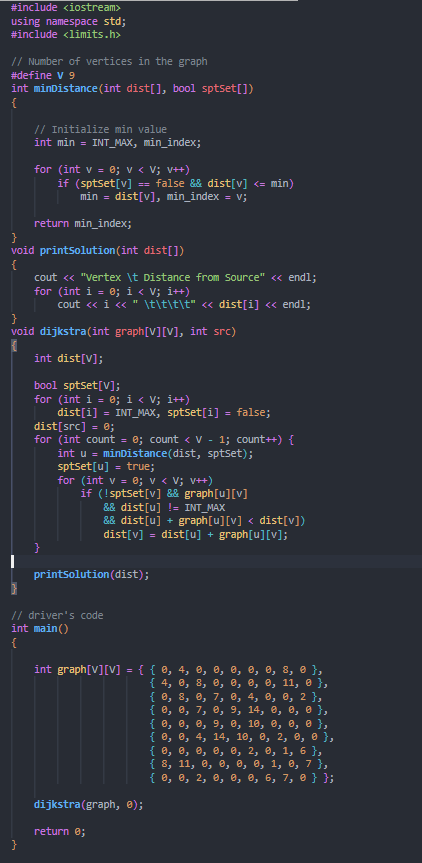 #include <iostream>
using namespace std;
#include <limits.h>

// Number of vertices in the graph
#define V 9
int minDistance(int dist[], bool sptSet[])
{

    // Initialize min value
    int min = INT_MAX, min_index;

    for (int v = 0; v < V; v++)
        if (sptSet[v] == false && dist[v] <= min)
            min = dist[v], min_index = v;

    return min_index;
}
void printSolution(int dist[])
{
    cout << "Vertex \t Distance from Source" << endl;
    for (int i = 0; i < V; i++)
        cout << i << " \t\t\t\t" << dist[i] << endl;
}
void dijkstra(int graph[V][V], int src)
{
    int dist[V];

    bool sptSet[V];
    for (int i = 0; i < V; i++)
        dist[i] = INT_MAX, sptSet[i] = false;
    dist[src] = 0;
    for (int count = 0; count < V - 1; count++) {
        int u = minDistance(dist, sptSet);
        sptSet[u] = true;
        for (int v = 0; v < V; v++)
            if (!sptSet[v] && graph[u][v]
                && dist[u] != INT_MAX
                && dist[u] + graph[u][v] < dist[v])
                dist[v] = dist[u] + graph[u][v];
    }

    printSolution(dist);
}

// driver's code
int main()
{

    int graph[V][V] = { { 0, 4, 0, 0, 0, 0, 0, 8, 0 },
                        { 4, 0, 8, 0, 0, 0, 0, 11, 0 },
                        { 0, 8, 0, 7, 0, 4, 0, 0, 2 },
                        { 0, 0, 7, 0, 9, 14, 0, 0, 0 },
                        { 0, 0, 0, 9, 0, 10, 0, 0, 0 },
                        { 0, 0, 4, 14, 10, 0, 2, 0, 0 },
                        { 0, 0, 0, 0, 0, 2, 0, 1, 6 },
                        { 8, 11, 0, 0, 0, 0, 1, 0, 7 },
                        { 0, 0, 2, 0, 0, 0, 6, 7, 0 } };

    dijkstra(graph, 0);

    return 0;
}